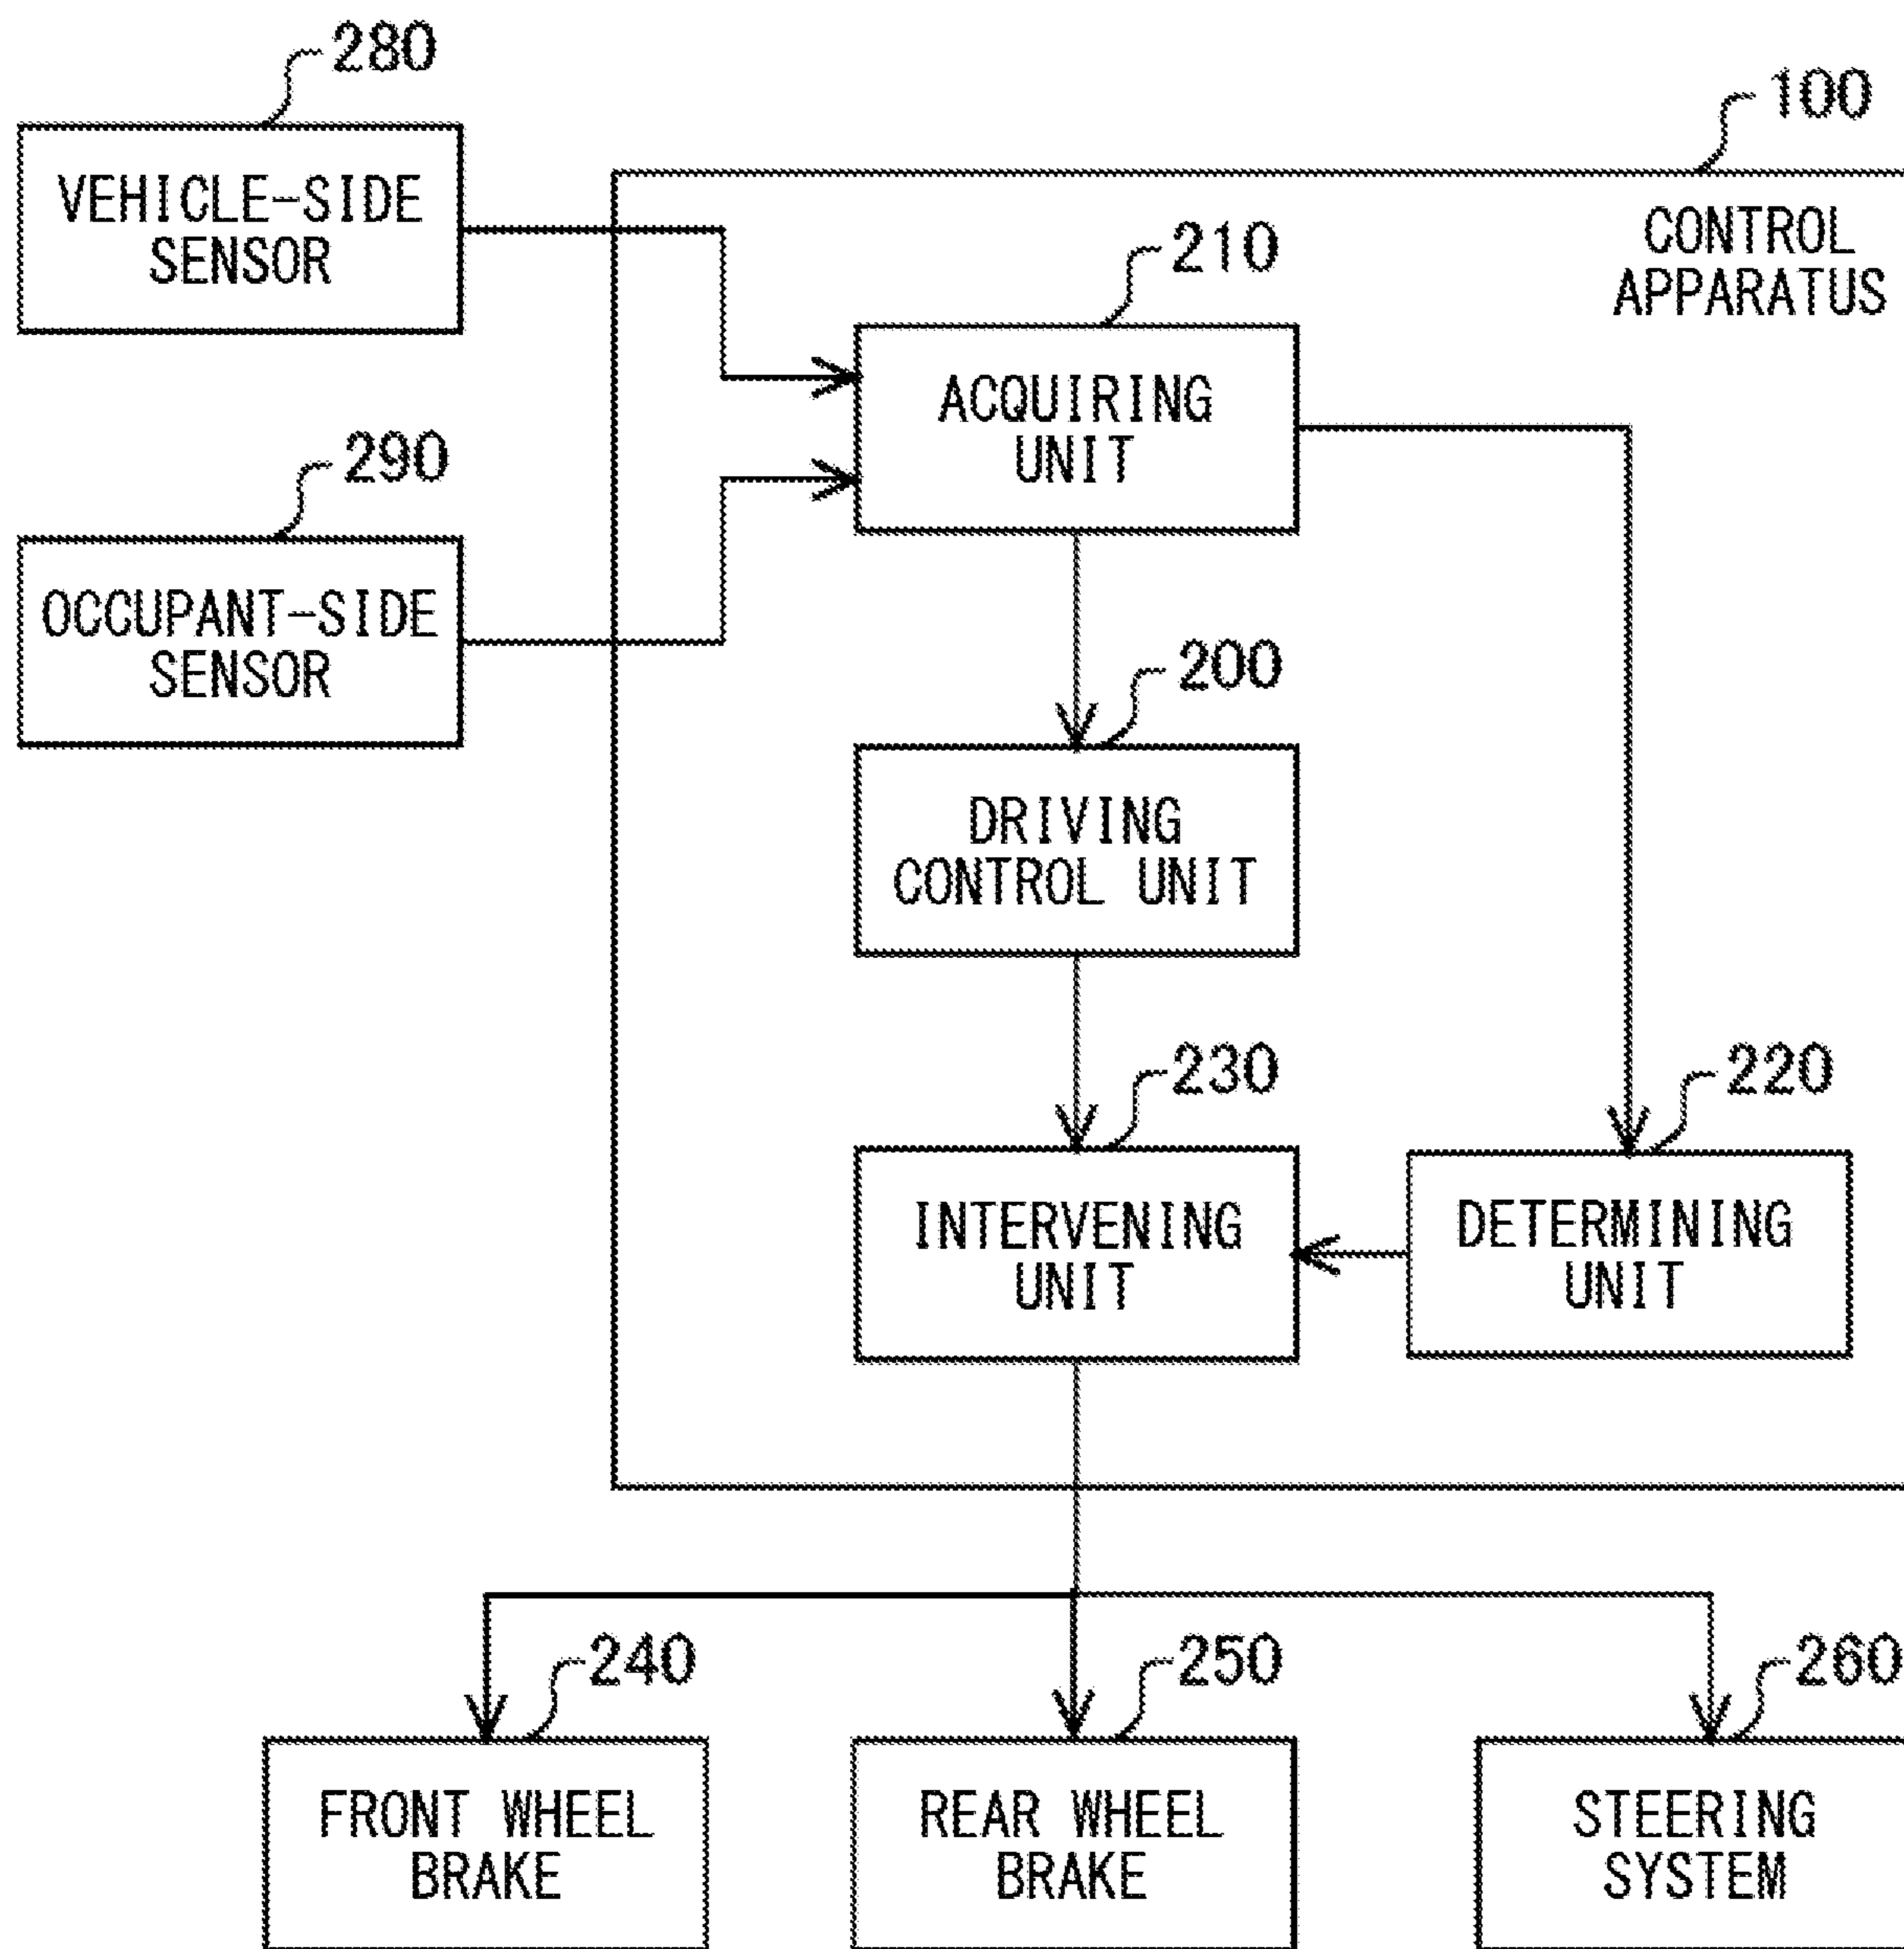 280
VEHICLE-SIDE
SENSOR
100
CONTROL
APPARATUS
210
ACQUIRING
UNIT
290
OCCUPANT-SIDE
SENSOR
200
DRIVING
CONTROL UNIT
230
INTERVENING
UNIT
220
DETERMINING
UNIT
240
FRONT WHEEL
BRAKE
250
REAR WHEEL
BRAKE
260
STEERING
SYSTEM